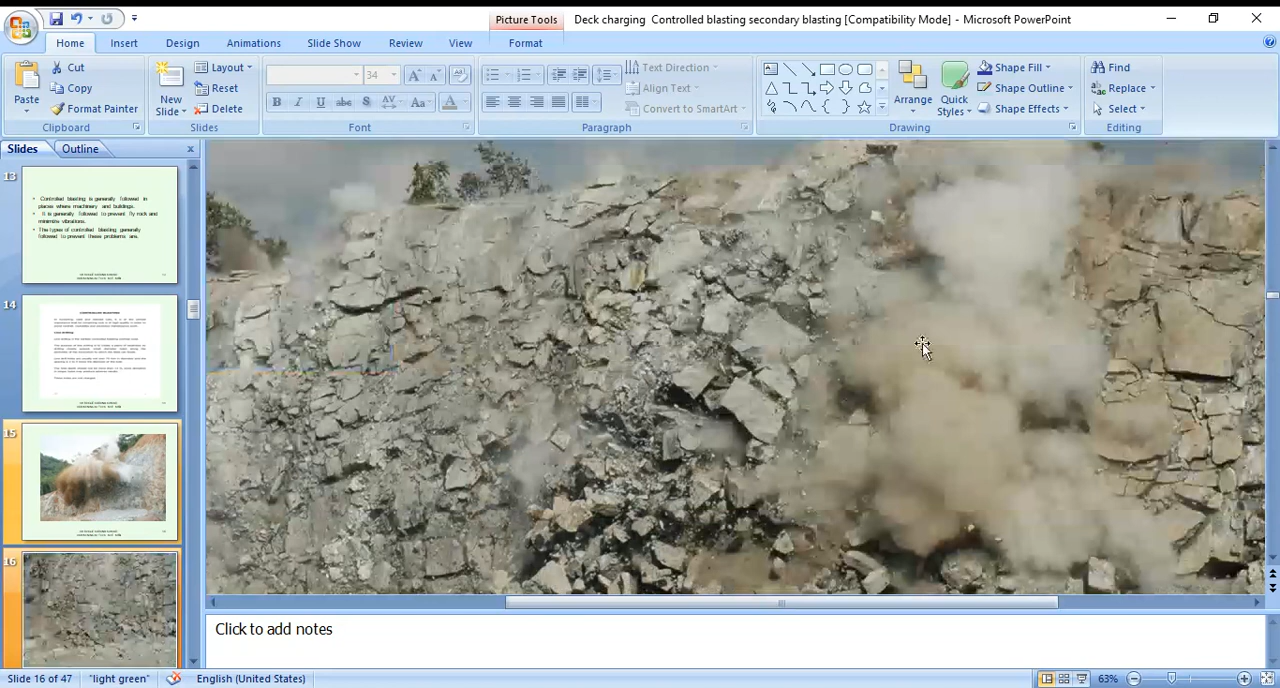 Picture Tools
Deck charging  Controlled blasting secondary blasting [Compatibility Mode] - Microsoft PowerPoint
Home Insert Design Animations Slide Show Review View Format
Paste
Cut
Copy
Format Painter
Clipboard
New Slide
Layout
Reset
Delete
Slides
34
B I U abc S AV Aa A
Font
Text Direction
Align Text
Convert to SmartArt
Paragraph
Arrange
Quick Styles
Shape Fill
Shape Outline
Shape Effects
Drawing
Find
Replace
Select
Editing
Slides Outline
13
Controlled blasting is generally followed in
places where machinery and buildings.
It is generally followed to prevent fly rock and
minimize vibrations.
The types of controlled blasting generally
followed to prevent these problems are.
14
15
16
Click to add notes
Slide 16 of 47
"light green"
English (United States)
63%